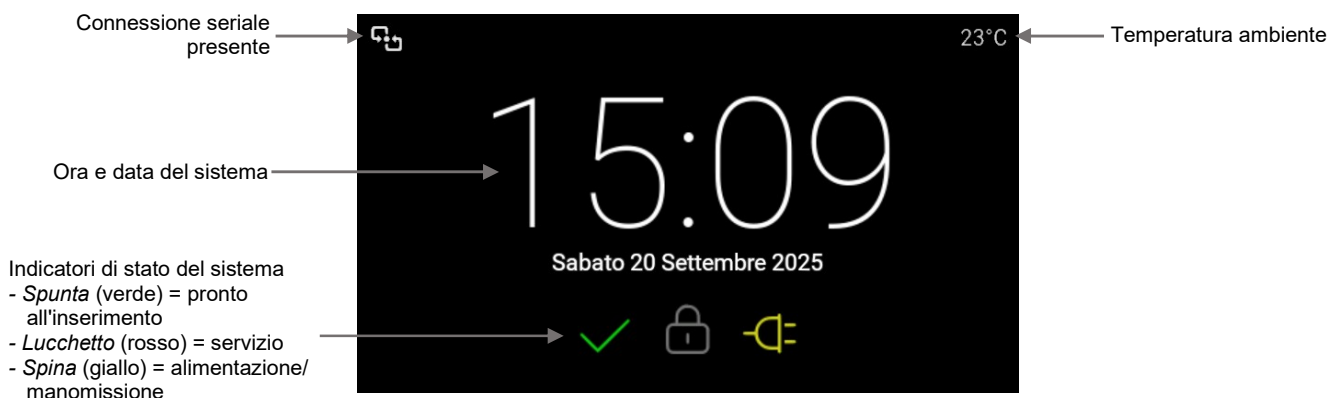 Connessione seriale
presente
23°C
Temperatura ambiente
15:09
Ora e data del sistema
Sabato 20 Settembre 2025
Indicatori di stato del sistema
- Spunta (verde) = pronto
all'inserimento
- Lucchetto (rosso) = servizio
- Spina (giallo) = alimentazione/
manomissione